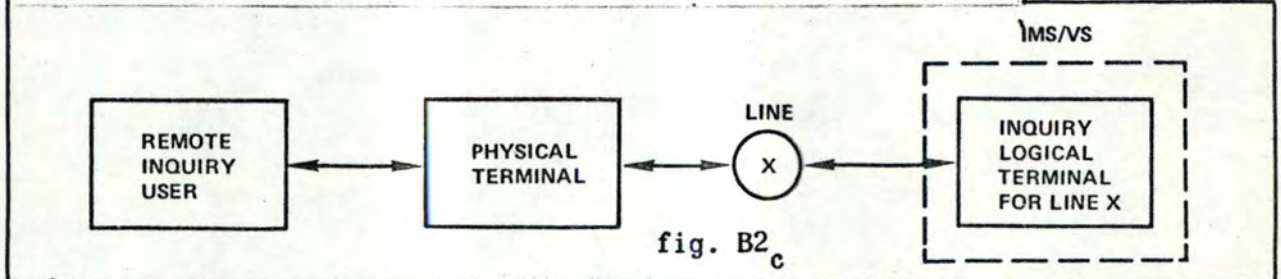 IMS/VS
REMOTE
INQUIRY
USER
PHYSICAL
TERMINAL
LINE
X
INQUIRY
LOGICAL
TERMINAL
FOR LINE X
fig. B2c